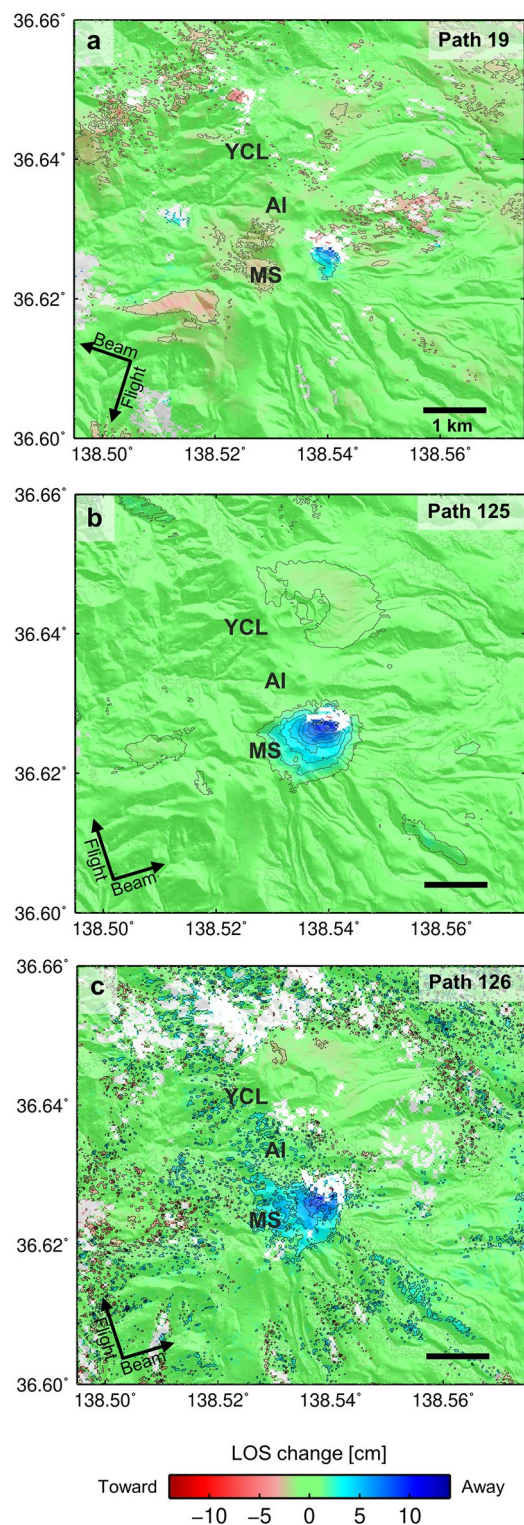 36.66°
a
Path 19
YCL
36.64°
AI
MS
36.62°
Beam
Flight
1 km
36.60°
138.50° 138.52° 138.54° 138.56°
36.66°
b
Path 125
36.64°
YCL
AI
MS
36.62°
Flight
Beam
36.60°
138.50° 138.52° 138.54° 138.56°
36.66°
c
Path 126
YCL
36.64°
AI
MS
36.62°
Flight
Beam
36.60°
138.50° 138.52° 138.54° 138.56°
LOS change [cm]
Toward Away
−10 −5 0 5 10